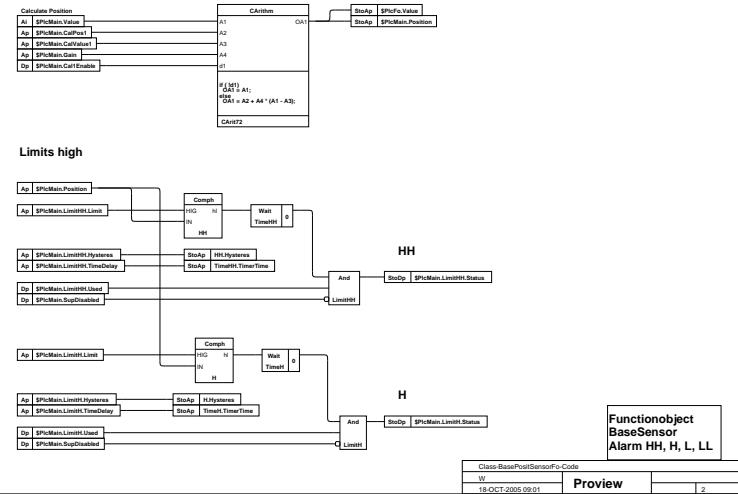 Calculate Position
Ai $PlcMain.Value
Ap $PlcMain.CalPos1
Ap $PlcMain.CalValue1
Ap $PlcMain.Gain
Dp $PlcMain.Cal1Enable
CArithm
A1 OA1
A2
A3
A4
d1
if ( !d1)
OA1 = A1;
else
OA1 = A2 + A4 * (A1 - A3);
CArit72
StoAp $PlcFo.Value
StoAp $PlcMain.Position
Limits high
Ap $PlcMain.Position
Ap $PlcMain.LimitHH.Limit
Comph
HIG hl
IN
HH
Wait
TimeHH
0
Ap $PlcMain.LimitHH.Hysteres
StoAp HH.Hysteres
Ap $PlcMain.LimitHH.TimeDelay
StoAp TimeHH.TimerTime
HH
Dp $PlcMain.LimitHH.Used
Dp $PlcMain.SupDisabled
And
LimitHH
StoDp $PlcMain.LimitHH.Status
Ap $PlcMain.LimitH.Limit
Comph
HIG hl
IN
H
Wait
TimeH
0
Ap $PlcMain.LimitH.Hysteres
StoAp H.Hysteres
Ap $PlcMain.LimitH.TimeDelay
StoAp TimeH.TimerTime
H
Dp $PlcMain.LimitH.Used
Dp $PlcMain.SupDisabled
And
LimitH
StoDp $PlcMain.LimitH.Status
Functionobject
BaseSensor
Alarm HH, H, L, LL
Class-BasePositSensorFo-Code
W
18-OCT-2005 09:01
Proview
2